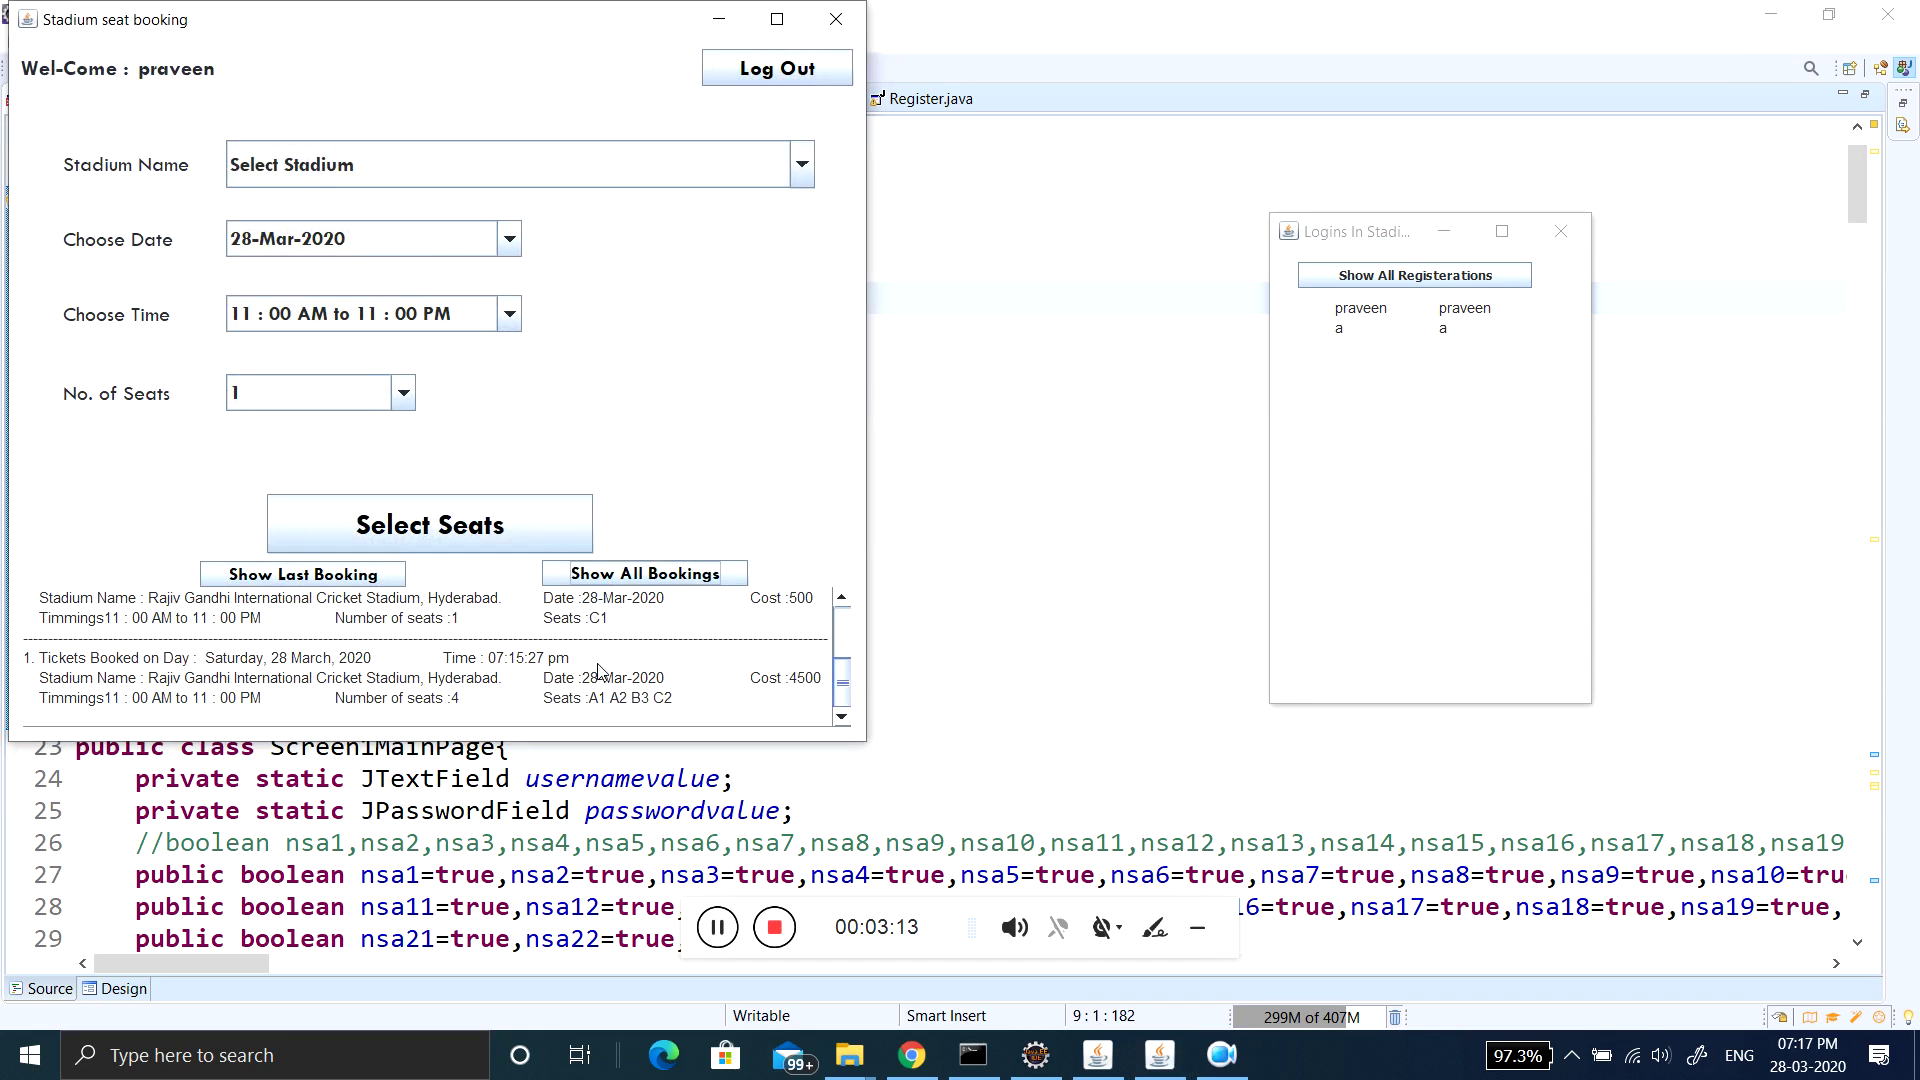 Stadium seat booking
Wel-Come : praveen
Log Out
Stadium Name
Select Stadium
Choose Date
28-Mar-2020
Choose Time
11 : 00 AM to 11 : 00 PM
No. of Seats
1
Select Seats
Show Last Booking
Show All Bookings
Stadium Name : Rajiv Gandhi International Cricket Stadium, Hyderabad. Date :28-Mar-2020 Cost :500
Timmings11 : 00 AM to 11 : 00 PM Number of seats :1 Seats :C1
1. Tickets Booked on Day : Saturday, 28 March, 2020 Time : 07:15:27 pm
Stadium Name : Rajiv Gandhi International Cricket Stadium, Hyderabad. Date :28-Mar-2020 Cost :4500
Timmings11 : 00 AM to 11 : 00 PM Number of seats :4 Seats :A1 A2 B3 C2
Register.java
Logins In Stadi...
Show All Registerations
praveen praveen
a a
23 public class Screen1MainPage{
24 private static JTextField usernamevalue;
25 private static JPasswordField passwordvalue;
26 //boolean nsa1,nsa2,nsa3,nsa4,nsa5,nsa6,nsa7,nsa8,nsa9,nsa10,nsa11,nsa12,nsa13,nsa14,nsa15,nsa16,nsa17,nsa18,nsa19
27 public boolean nsa1=true,nsa2=true,nsa3=true,nsa4=true,nsa5=true,nsa6=true,nsa7=true,nsa8=true,nsa9=true,nsa10=tru
28 public boolean nsa11=true,nsa12=true, 16=true,nsa17=true,nsa18=true,nsa19=true,
29 public boolean nsa21=true,nsa22=true,
00:03:13
Source Design
Writable Smart Insert 9 : 1 : 182 299M of 407M
Type here to search
99+
97.3%
ENG
07:17 PM
28-03-2020